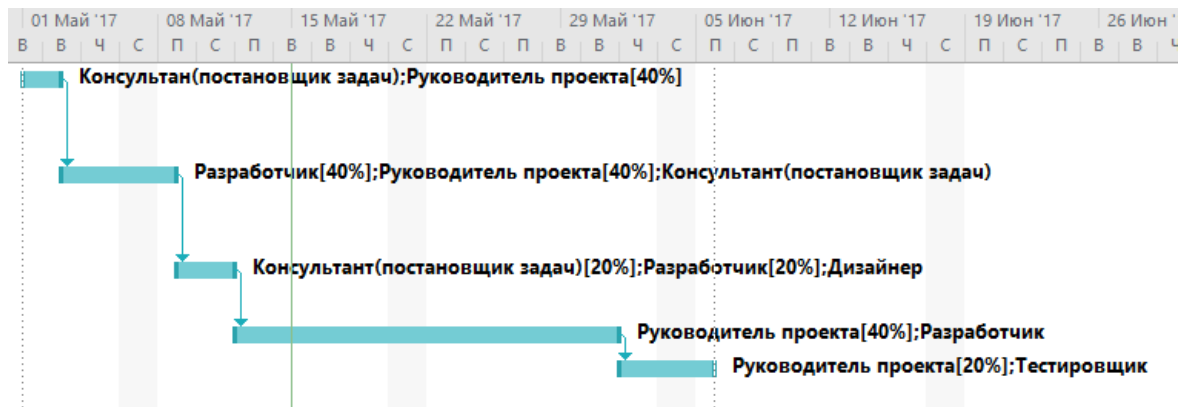 01 Май '17 08 Май '17 15 Май '17 22 Май '17 29 Май '17 05 Июн '17 12 Июн '17 19 Июн '17 26 Июн '
В В Ч С П С П В В Ч С П С П В В Ч С П С П В В Ч С П С П В В Ч
Консультан(постановщик задач);Руководитель проекта[40%]
Разработчик[40%];Руководитель проекта[40%];Консультант(постановщик задач)
Консультант(постановщик задач)[20%];Разработчик[20%];Дизайнер
Руководитель проекта[40%];Разработчик
Руководитель проекта[20%];Тестировщик